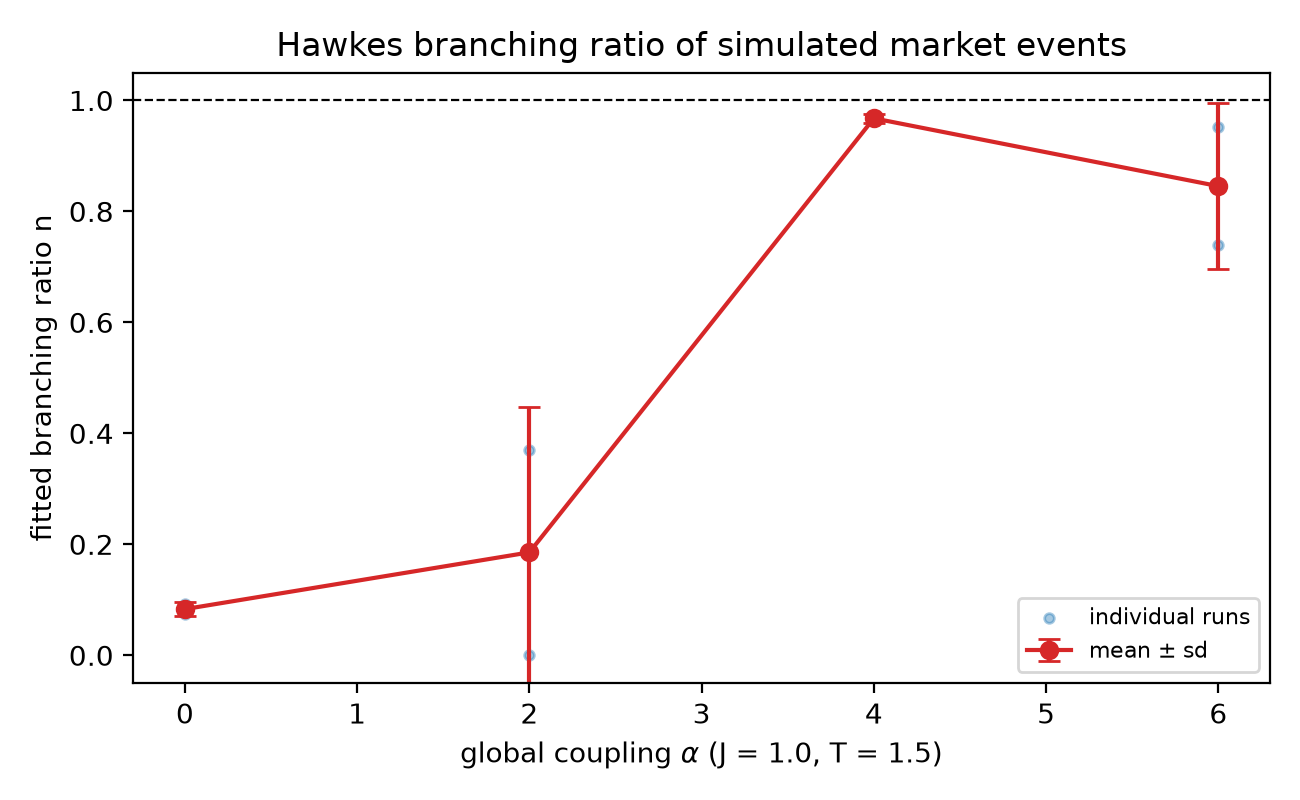 Hawkes branching ratio of simulated market events
fitted branching ratio n
1.0
0.8
0.6
0.4
0.2
0.0
individual runs
mean ± sd
0 1 2 3 4 5 6
global coupling α (J = 1.0, T = 1.5)